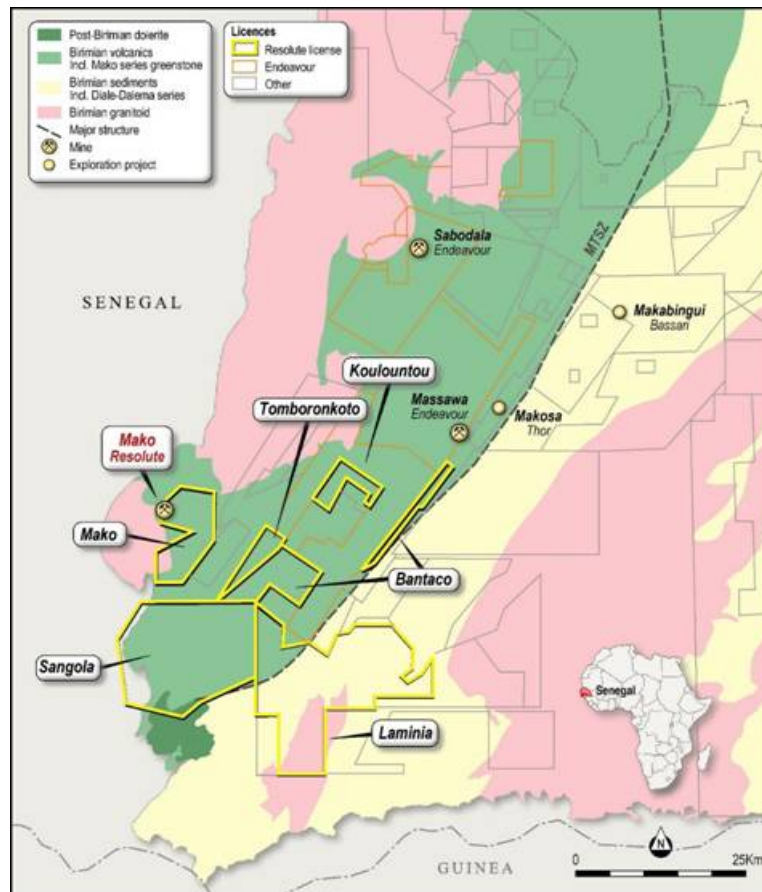 Post-Birimian dolerite
Birimian volcanics
Incl. Mako series greenstone
Birimian sediments
Incl. Diale-Dalema series
Birimian granitoid
Major structure
Mine
Exploration project
Licences
Resolute license
Endeavour
Other
SENEGAL
Sabodala
Endeavour
MTSZ
Makabingui
Bassari
Koulountou
Massawa
Endeavour
Tomboronkoto
Makosa
Thor
Mako
Resolute
Mako
Bantaco
Sangola
Senegal
Laminia
GUINEA
N
0
25Km